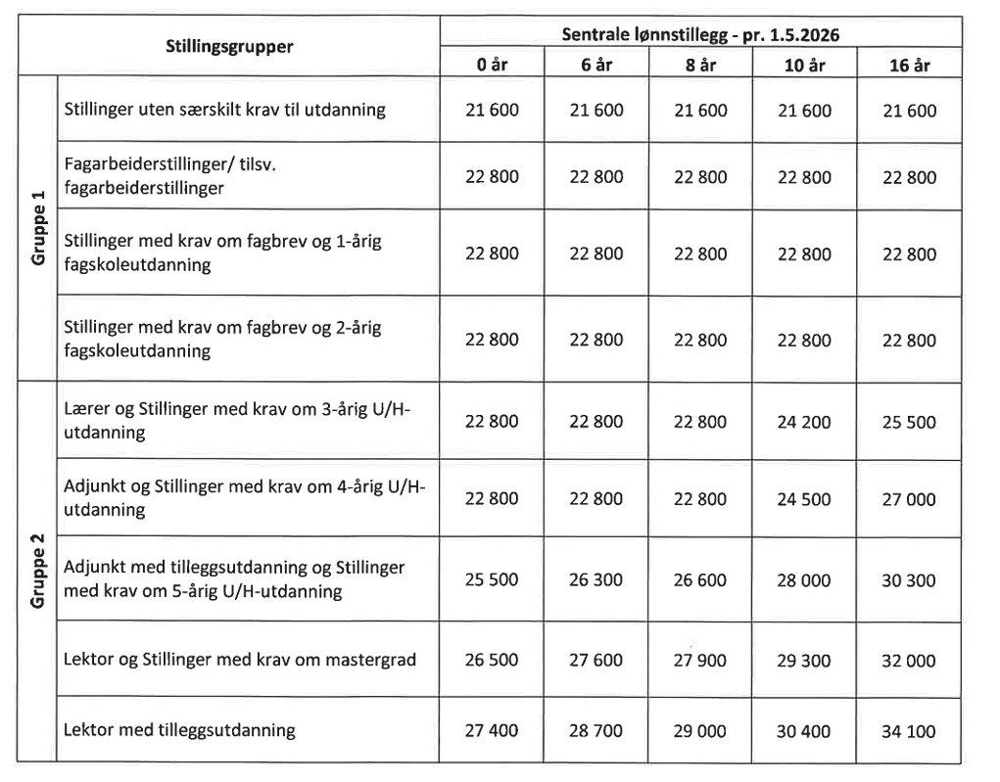 Stillingsgrupper
Sentrale lønnstillegg - pr. 1.5.2026
0 år 6 år 8 år 10 år 16 år
Gruppe 1
Stillinger uten særskilt krav til utdanning 21 600 21 600 21 600 21 600 21 600
Fagarbeiderstillinger/ tilsv.
fagarbeiderstillinger
22 800 22 800 22 800 22 800 22 800
Stillinger med krav om fagbrev og 1-årig
fagskoleutdanning
22 800 22 800 22 800 22 800 22 800
Stillinger med krav om fagbrev og 2-årig
fagskoleutdanning
22 800 22 800 22 800 22 800 22 800
Gruppe 2
Lærer og Stillinger med krav om 3-årig U/H-
utdanning
22 800 22 800 22 800 24 200 25 500
Adjunkt og Stillinger med krav om 4-årig U/H-
utdanning
22 800 22 800 22 800 24 500 27 000
Adjunkt med tilleggsutdanning og Stillinger
med krav om 5-årig U/H-utdanning
25 500 26 300 26 600 28 000 30 300
Lektor og Stillinger med krav om mastergrad 26 500 27 600 27 900 29 300 32 000
Lektor med tilleggsutdanning 27 400 28 700 29 000 30 400 34 100